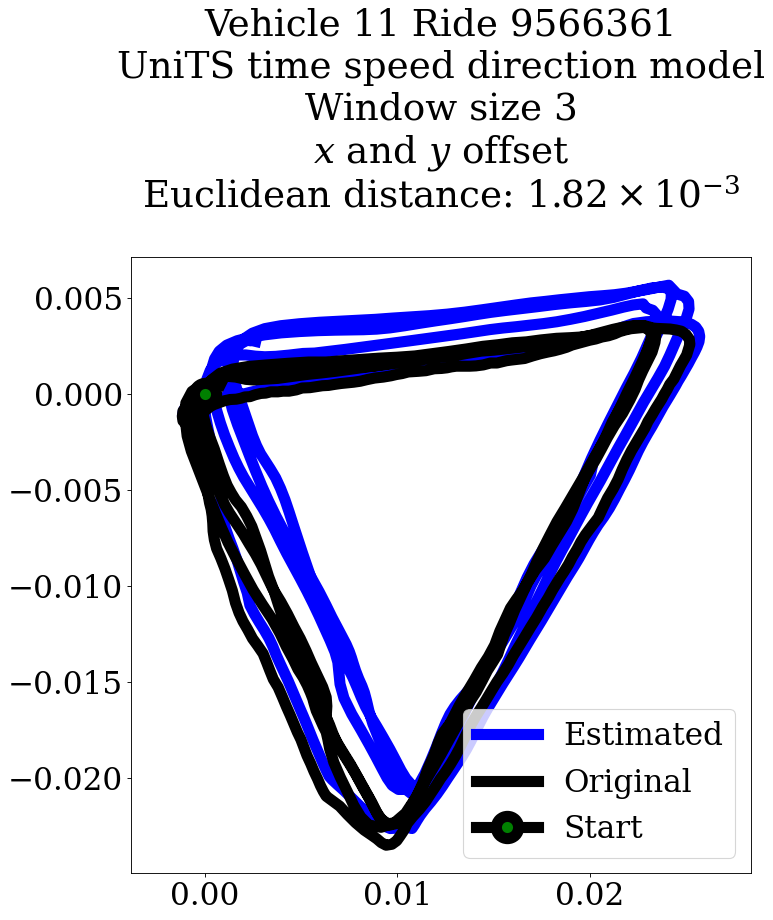 Vehicle 11 Ride 9566361
UniTS time speed direction model
Window size 3
x and y offset
Euclidean distance: 1.82 × 10⁻³
0.005
0.000
−0.005
−0.010
−0.015
−0.020
Estimated
Original
Start
0.00 0.01 0.02